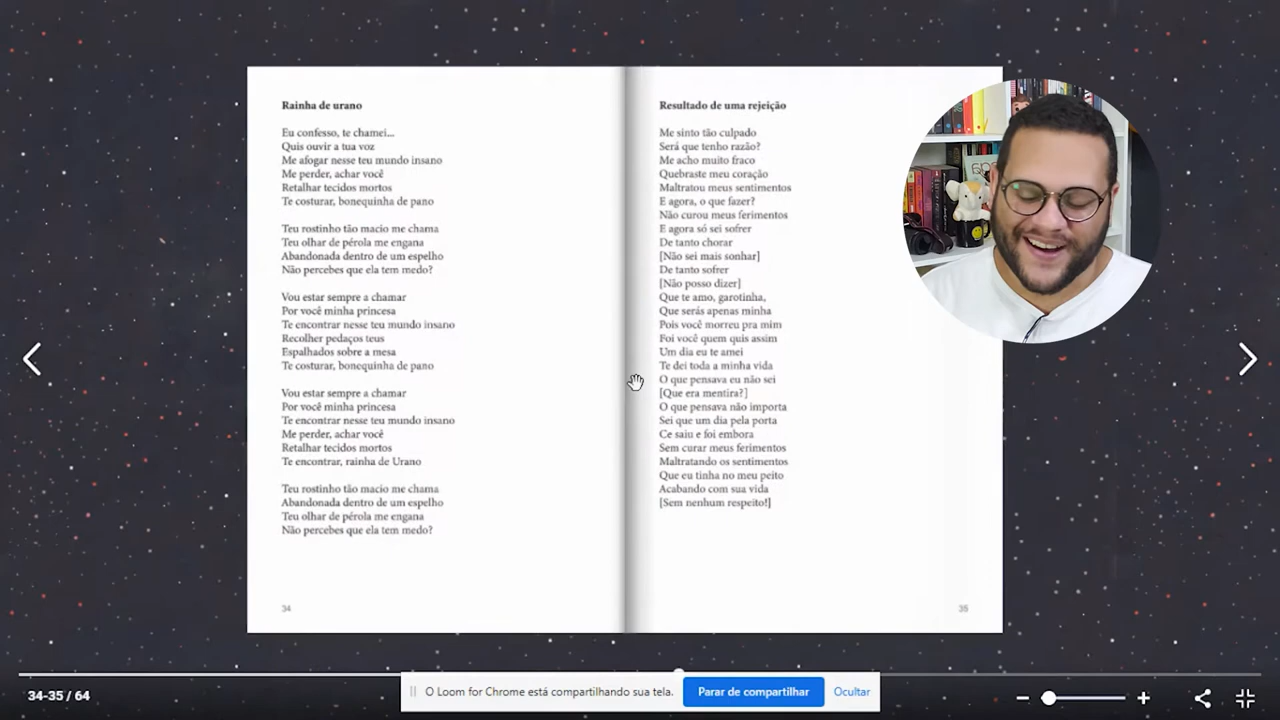 Rainha de urano
Eu confesso, te chamei...
Quis ouvir a tua voz
Me afogar nesse teu mundo insano
Me perder, achar você
Retalhar tecidos mortos
Te costurar, bonequinha de pano
Teu rostinho tão macio me chama
Teu olhar de pérola me engana
Abandonada dentro de um espelho
Não percebes que ela tem medo?
Vou estar sempre a chamar
Por você minha princesa
Te encontrar nesse teu mundo insano
Recolher pedaços teus
Espalhados sobre a mesa
Te costurar, bonequinha de pano
Vou estar sempre a chamar
Por você minha princesa
Te encontrar nesse teu mundo insano
Me perder, achar você
Retalhar tecidos mortos
Te encontrar, rainha de Urano
Teu rostinho tão macio me chama
Abandonada dentro de um espelho
Teu olhar de pérola me engana
Não percebes que ela tem medo?
34
Resultado de uma rejeição
Me sinto tão culpado
Será que tenho razão?
Me acho muito fraco
Quebraste meu coração
Maltratou meus sentimentos
E agora, o que fazer?
Não curou meus ferimentos
E agora só sei sofrer
De tanto chorar
[Não sei mais sonhar]
De tanto sofrer
[Não posso dizer]
Que te amo, garotinha,
Que serás apenas minha
Pois você morreu pra mim
Foi você quem quis assim
Um dia eu te amei
Te dei toda a minha vida
O que pensava eu não sei
[Que era mentira?]
O que pensava não importa
Sei que um dia pela porta
Ce saiu e foi embora
Sem curar meus ferimentos
Maltratando os sentimentos
Que eu tinha no meu peito
Acabando com sua vida
[Sem nenhum respeito!]
35
34-35 / 64
O Loom for Chrome está compartilhando sua tela.
Parar de compartilhar
Ocultar